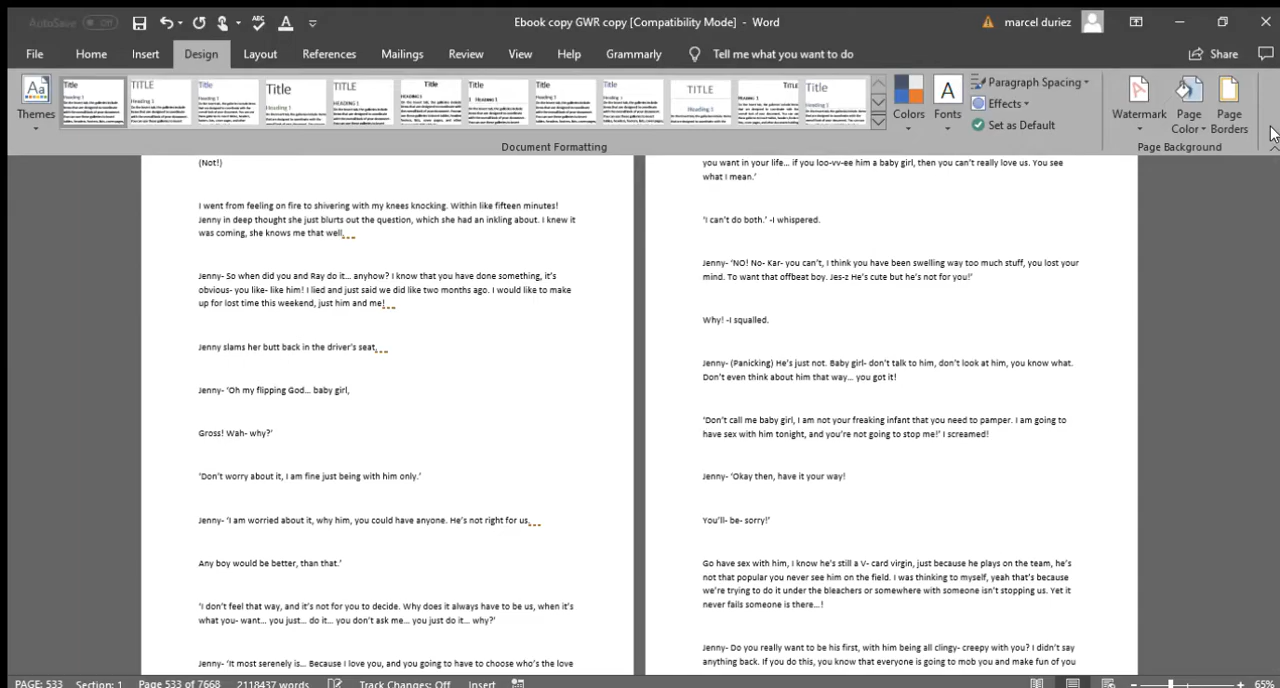 AutoSave Off
Ebook copy GWR copy [Compatibility Mode] - Word
marcel duriez
File Home Insert Design Layout References Mailings Review View Help Grammarly Tell me what you want to do Share
Themes
Colors
Fonts
Paragraph Spacing
Effects
Set as Default
Watermark
Page Color
Page Borders
Document Formatting
Page Background
(Not!)
I went from feeling on fire to shivering with my knees knocking. Within like fifteen minutes!
Jenny in deep thought she just blurts out the question, which she had an inkling about. I knew it
was coming, she knows me that well...
Jenny- So when did you and Ray do it... anyhow? I know that you have done something, it's
obvious- you like- like him! I lied and just said we did like two months ago. I would like to make
up for lost time this weekend, just him and me!
Jenny slams her butt back in the driver's seat,
Jenny- 'Oh my flipping God... baby girl,
Gross! Wah- why?'
'Don't worry about it, I am fine just being with him only.'
Jenny- 'I am worried about it, why him, you could have anyone. He's not right for us,
Any boy would be better, than that.'
'I don't feel that way, and it's not for you to decide. Why does it always have to be us, when it's
what you- want... you just... do it... you don't ask me... you just do it... why?'
Jenny- 'It most serenely is... Because I love you, and you going to have to choose who's the love
you want in your life... if you loo-vv-ee him a baby girl, then you can't really love us. You see
what I mean.'
'I can't do both.' -I whispered.
Jenny- 'NO! No- Kar- you can't, I think you have been swelling way too much stuff, you lost your
mind. To want that offbeat boy. Jes-z He's cute but he's not for you!'
Why! -I squalled.
Jenny- (Panicking) He's just not. Baby girl- don't talk to him, don't look at him, you know what.
Don't even think about him that way... you got it!
'Don't call me baby girl, I am not your freaking infant that you need to pamper. I am going to
have sex with him tonight, and you're not going to stop me!' I screamed!
Jenny- 'Okay then, have it your way!
You'll- be- sorry!'
Go have sex with him, I know he's still a V- card virgin, just because he plays on the team, he's
not that popular you never see him on the field. I was thinking to myself, yeah that's because
we're trying to do it under the bleachers or somewhere with someone isn't stopping us. Yet it
never fails someone is there...!
Jenny- Do you really want to be his first, with him being all clingy- creepy with you? I didn't say
anything back. If you do this, you know that everyone is going to mob you and make fun of you
PAGE: 533 Section: 1 Page 533 of 7668 2118437 words Track Changes: Off Insert 65%